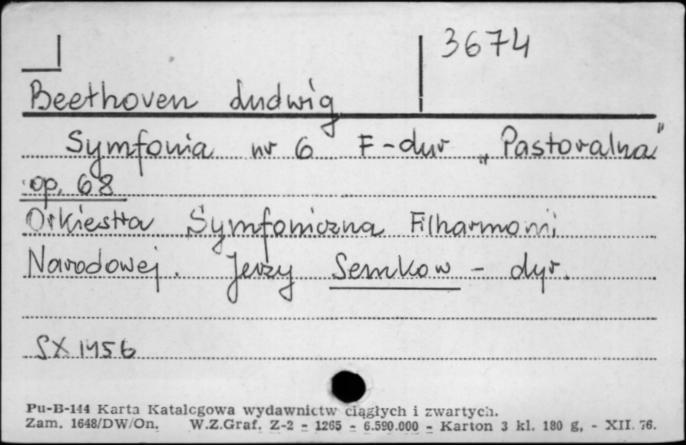 3674
Beethoven Ludwig
Symfonia nr 6 F-dur „Pastoralna"
op. 68
Orkiestra Symfoniczna Filharmonii
Narodowej. Jerzy Semkow - dyr.
SX 1456
Pu-B-144 Karta Katalogowa wydawnictw ciągłych i zwartych.
Zam. 1648/DW/On. W.Z.Graf. Z-2 - 1265 - 6.590.000 - Karton 3 kl. 180 g, - XII. 76.